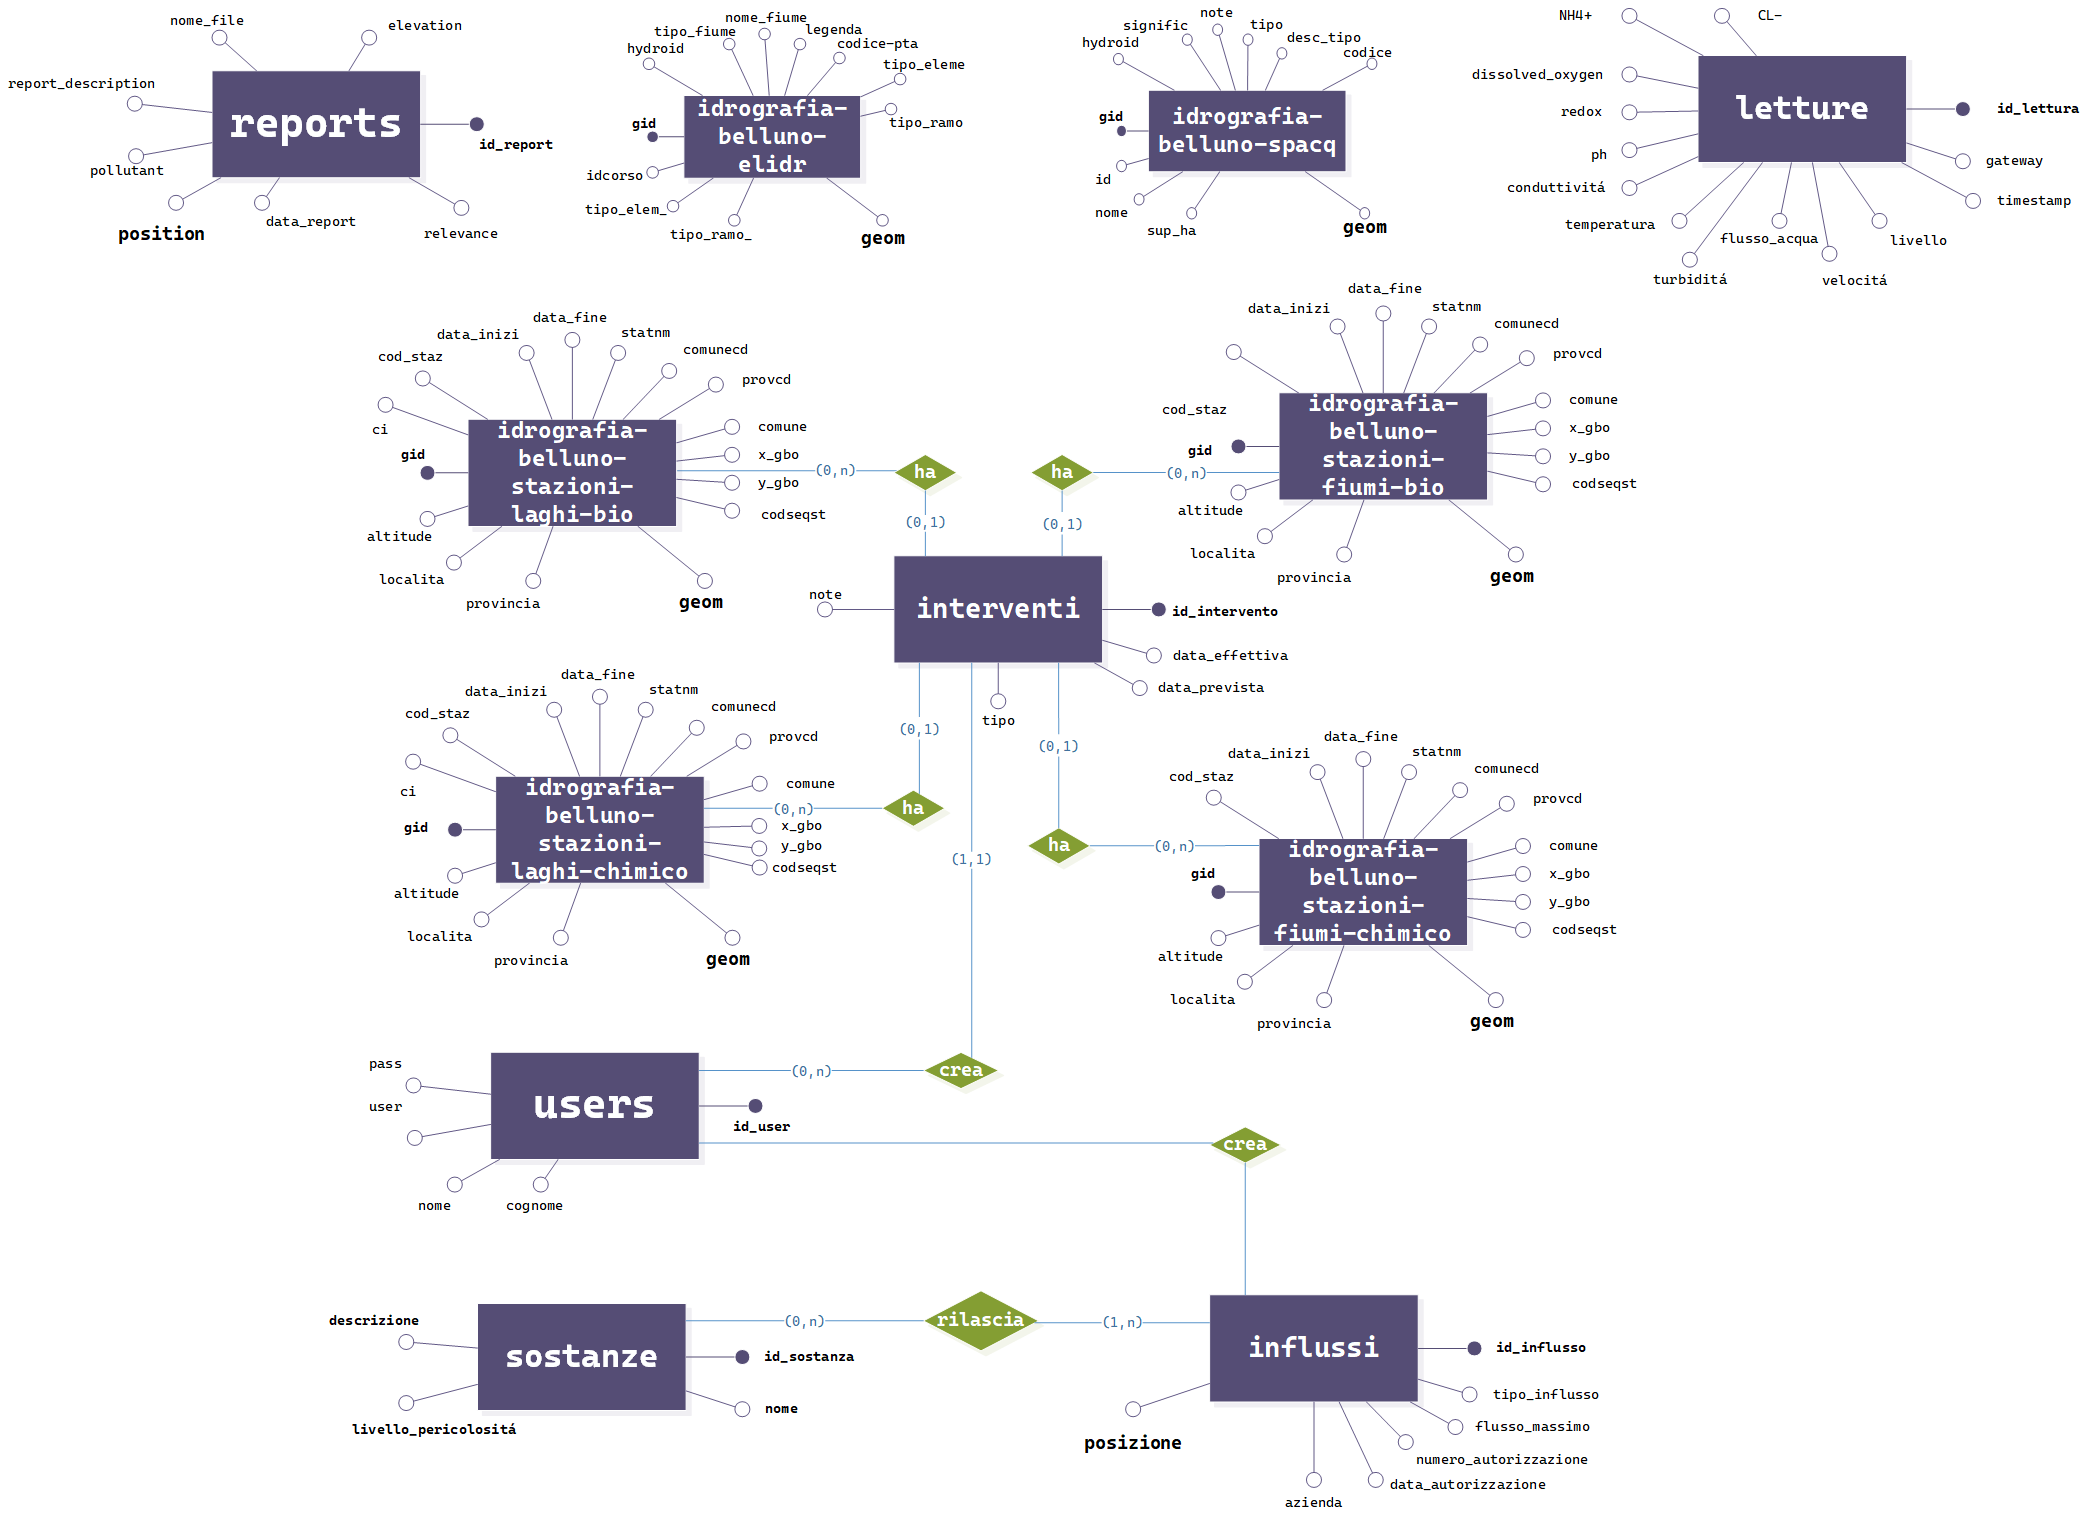 nome_file
elevation
report_description
reports
id_report
pollutant
position
data_report
relevance
nome_fiume
tipo_fiume
legenda
hydroid
codice-pta
tipo_eleme
idrografia-
belluno-
elidr
gid
tipo_ramo
idcorso
tipo_elem_
tipo_ramo_
geom
note
signific
tipo
hydroid
desc_tipo
codice
gid
idrografia-
belluno-spacq
id
nome
sup_ha
geom
NH4+
CL-
dissolved_oxygen
redox
letture
id_lettura
ph
gateway
conduttivitá
timestamp
temperatura
flusso_acqua
livello
turbiditá
velocitá
data_fine
data_inizi
statnm
cod_staz
comunecd
provcd
ci
comune
gid
idrografia-
belluno-
stazioni-
laghi-bio
x_gbo
y_gbo
codseqst
altitude
localita
provincia
geom
(0,n)
ha
(0,1)
data_fine
data_inizi
statnm
comunecd
provcd
cod_staz
comune
gid
idrografia-
belluno-
stazioni-
fiumi-bio
x_gbo
y_gbo
codseqst
altitude
localita
provincia
geom
ha
(0,n)
(0,1)
note
interventi
id_intervento
data_effettiva
data_prevista
tipo
(0,1)
(0,1)
(1,1)
data_fine
data_inizi
statnm
cod_staz
comunecd
provcd
ci
comune
gid
idrografia-
belluno-
stazioni-
laghi-chimico
(0,n)
ha
x_gbo
y_gbo
codseqst
altitude
localita
provincia
geom
data_fine
data_inizi
statnm
cod_staz
comunecd
provcd
ha
(0,n)
comune
gid
idrografia-
belluno-
stazioni-
fiumi-chimico
x_gbo
y_gbo
codseqst
altitude
localita
provincia
geom
pass
user
users
(0,n)
crea
id_user
nome
cognome
crea
descrizione
sostanze
(0,n)
rilascia
(1,n)
id_sostanza
nome
livello_pericolositá
influssi
id_influsso
tipo_influsso
flusso_massimo
numero_autorizzazione
data_autorizzazione
azienda
posizione